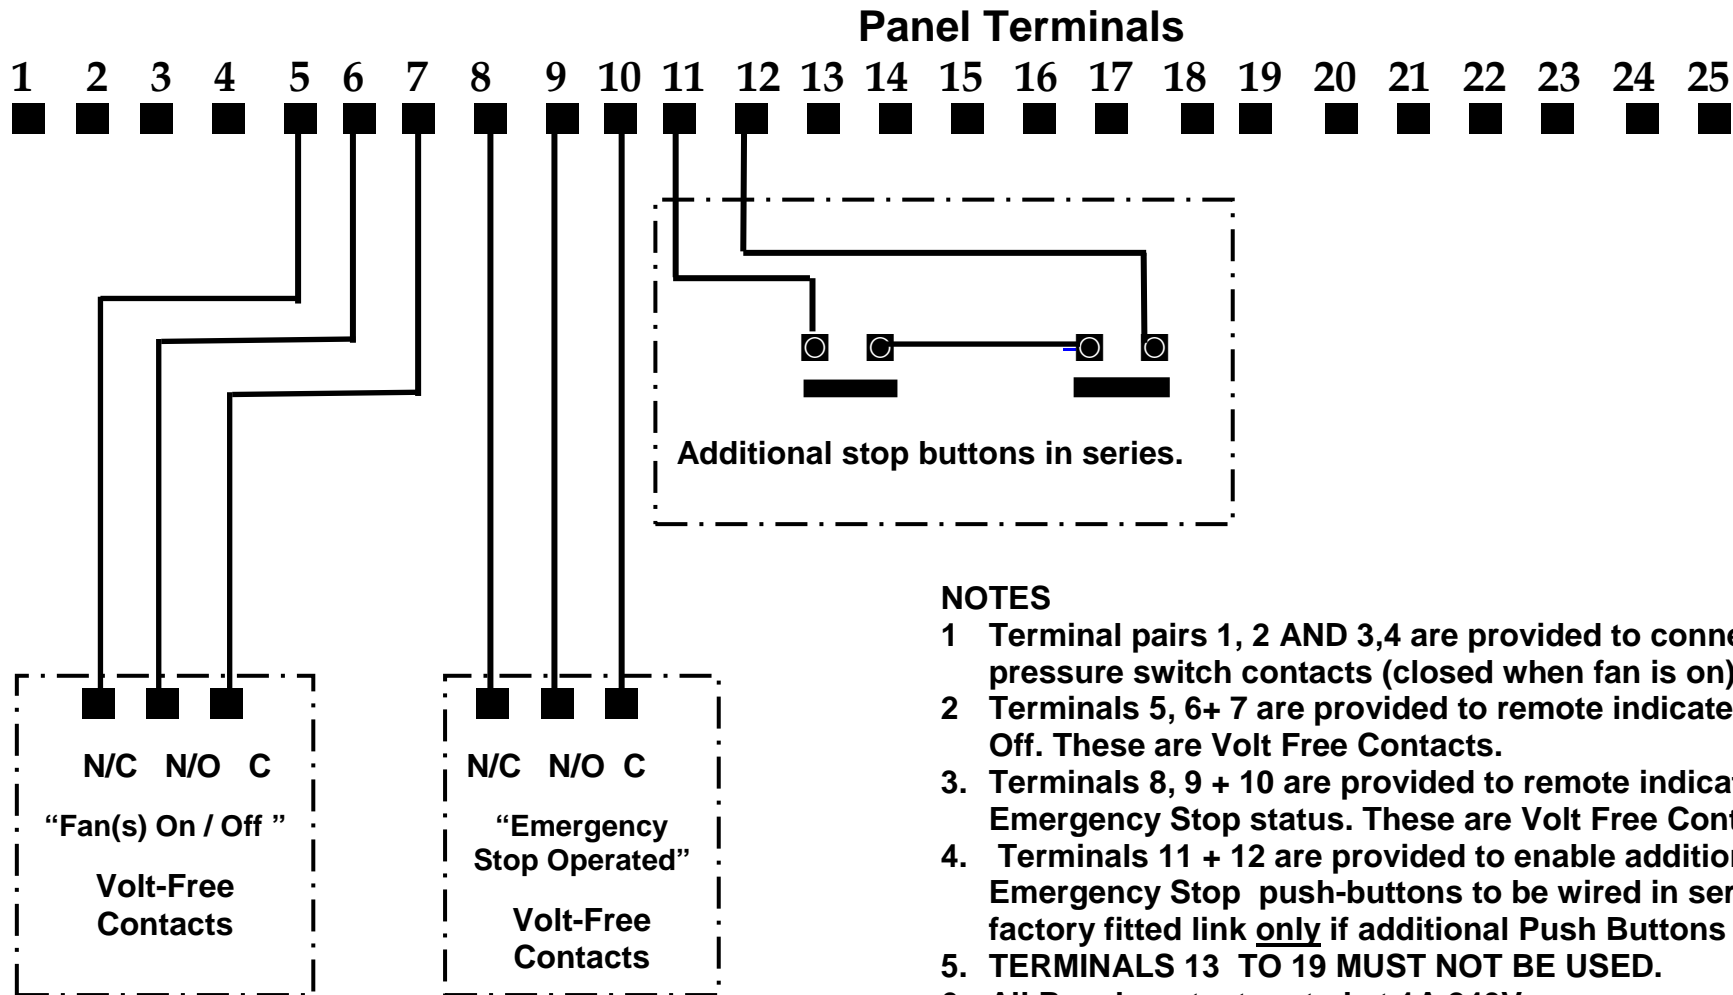 Panel Terminals
1 2 3 4 5 6 7 8 9 10 11 12 13 14 15 16 17 18 19 20 21 22 23 24 25
Additional stop buttons in series.
N/C N/O C
“Fan(s) On / Off ”
Volt-Free
Contacts
N/C N/O C
“Emergency
Stop Operated”
Volt-Free
Contacts
NOTES
1 Terminal pairs 1, 2 AND 3,4 are provided to
pressure switch contacts (closed when fan is on)
2 Terminals 5, 6+ 7 are provided to remote indicate
Off. These are Volt Free Contacts.
3. Terminals 8, 9 + 10 are provided to remote
Emergency Stop status. These are Volt Free
4. Terminals 11 + 12 are provided to enable
Emergency Stop push-buttons to be wired in
factory fitted link only if additional Push Buttons
5. TERMINALS 13 TO 19 MUST NOT BE USED.